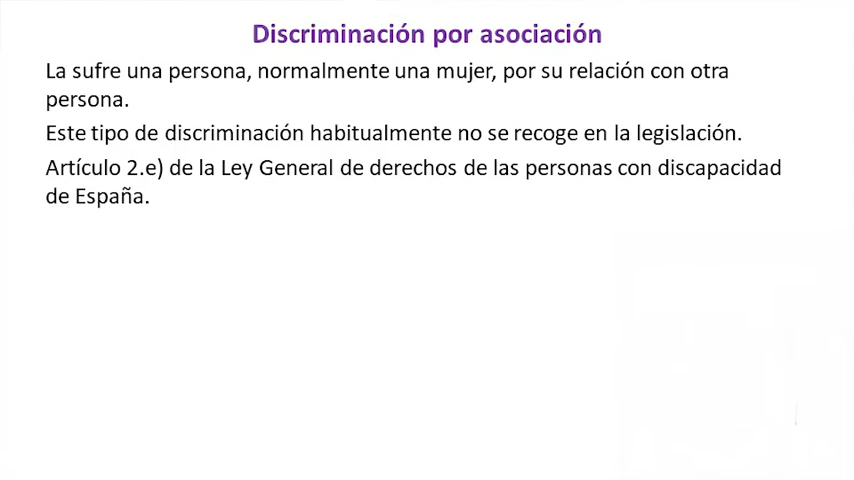 Discriminación por asociación
La sufre una persona, normalmente una mujer, por su relación con otra
persona.
Este tipo de discriminación habitualmente no se recoge en la legislación.
Artículo 2.e) de la Ley General de derechos de las personas con discapacidad
de España.